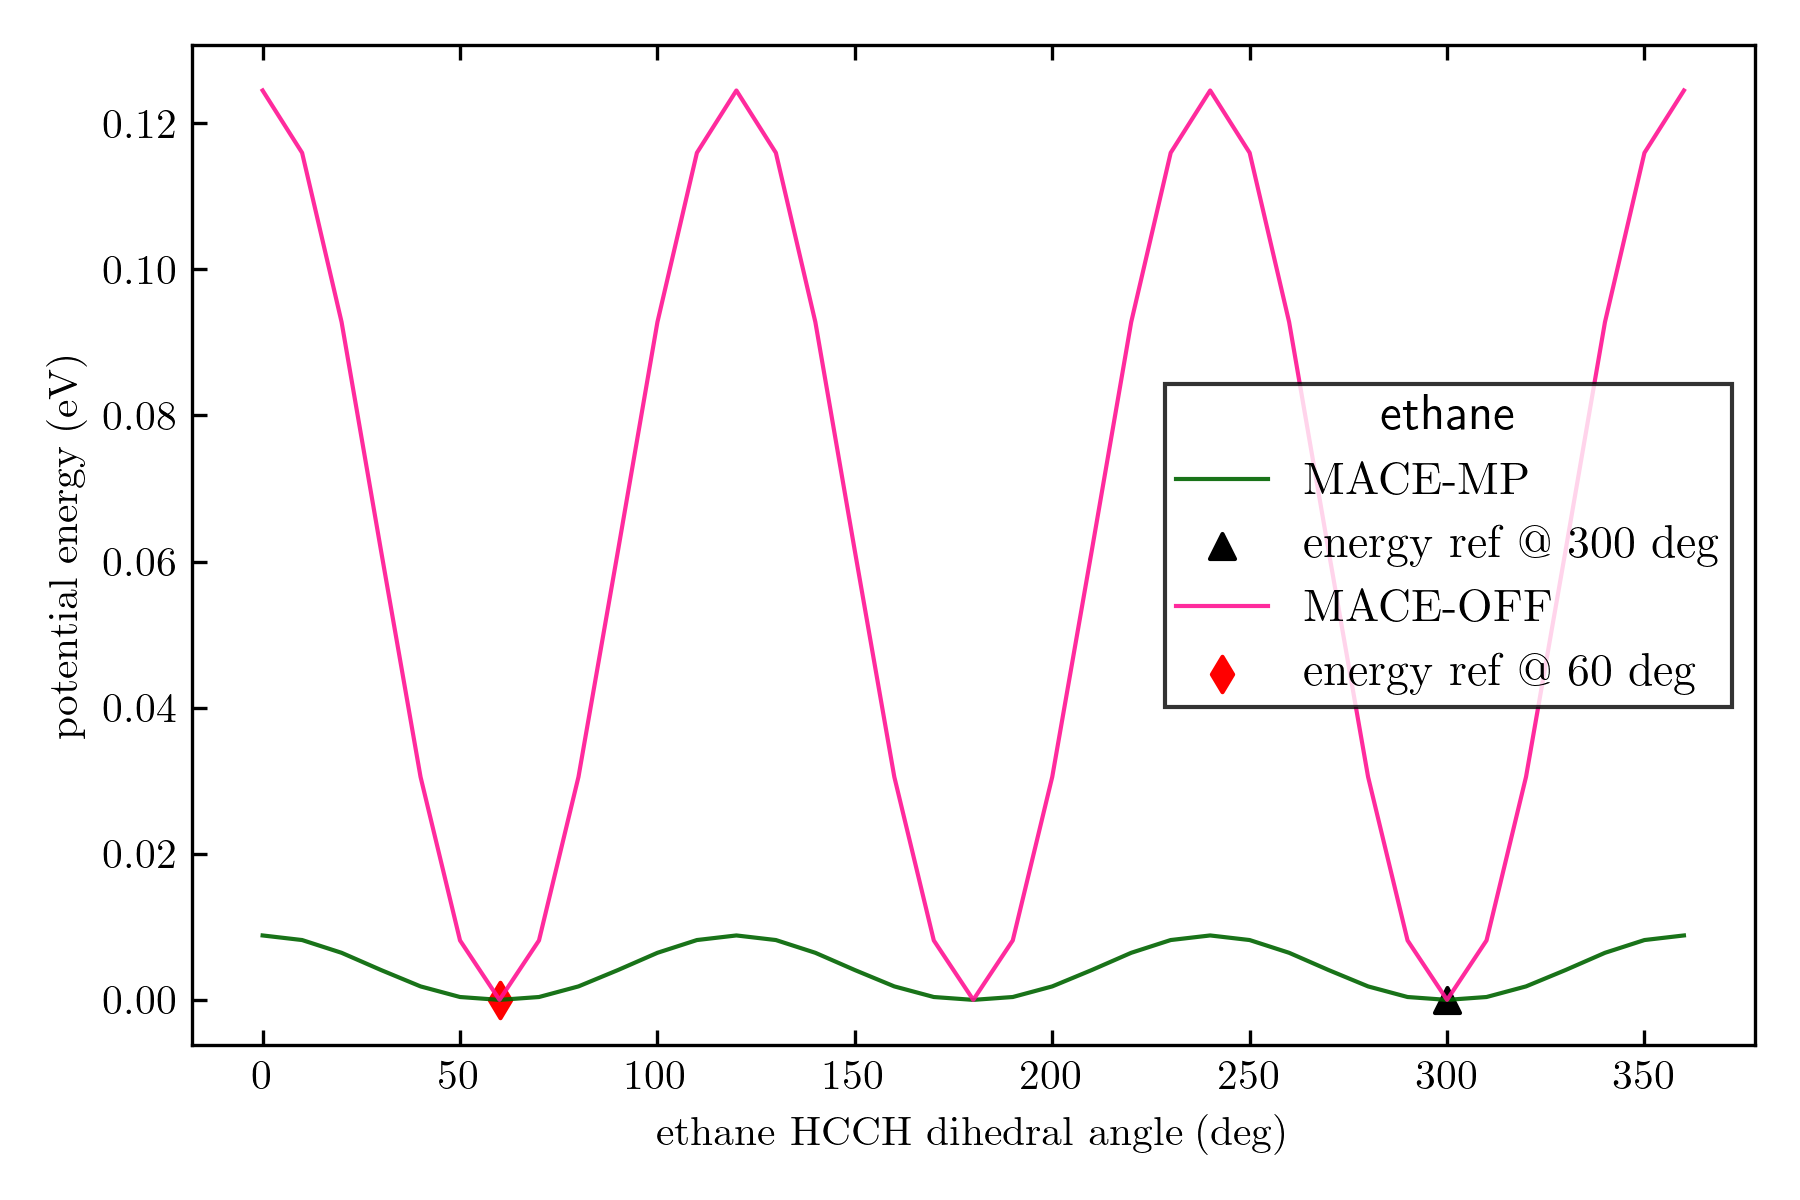 0.12
0.10
0.08
0.06
0.04
0.02
0.00
potential energy (eV)
ethane
MACE-MP
energy ref @ 300 deg
MACE-OFF
energy ref @ 60 deg
0 50 100 150 200 250 300 350
ethane HCCH dihedral angle (deg)